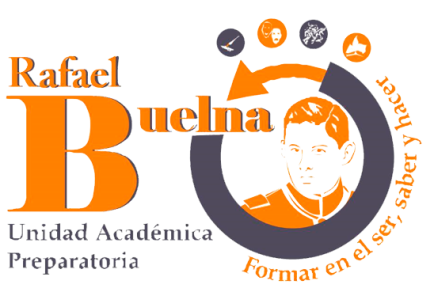 Rafael
Buelna
Unidad Académica
Preparatoria
Formar en el ser, saber y hacer